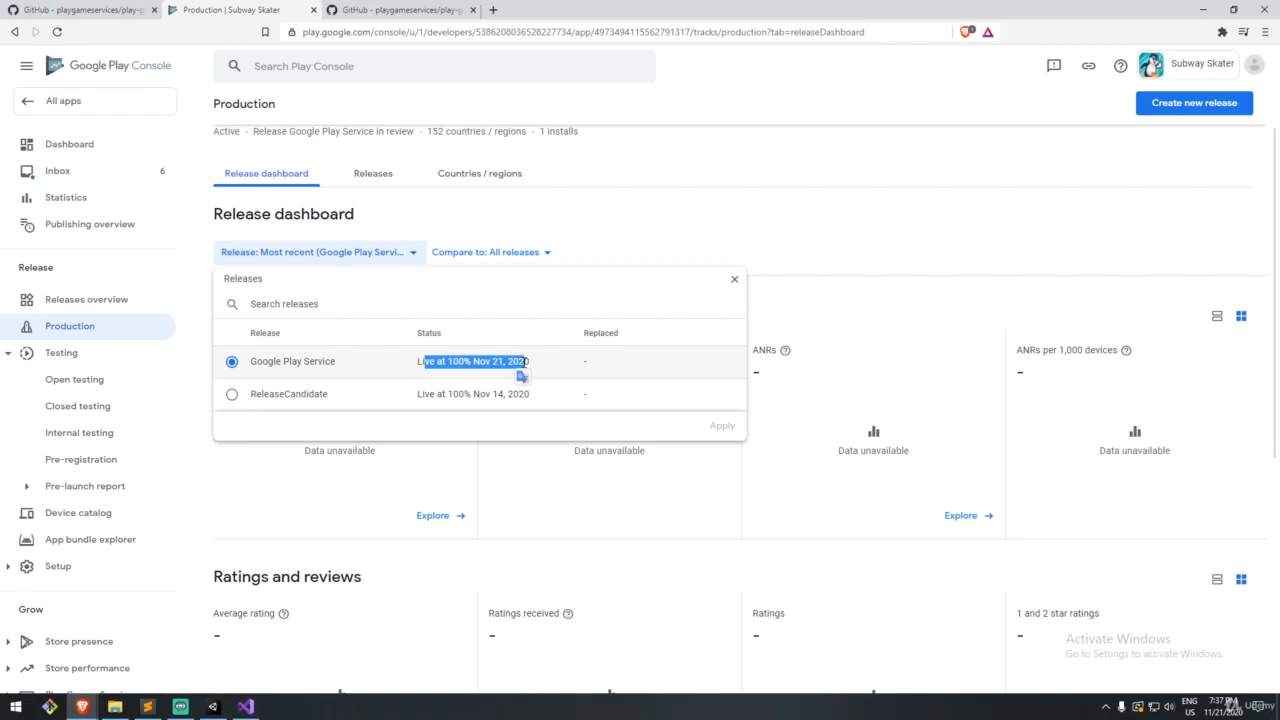 GitHub - playgameservices/play-g
Production | Subway Skater
GitHub - playgameservices/play-g
play.google.com/console/u/1/developers/5386208036528227734/app/4973494115562791317/tracks/production?tab=releaseDashboard
Google Play Console
Search Play Console
Subway Skater
All apps
Production
Create new release
Active · Release Google Play Service in review · 152 countries / regions · 1 installs
Dashboard
Inbox 6
Statistics
Publishing overview
Release dashboard Releases Countries / regions
Release dashboard
Release: Most recent (Google Play Servi...
Compare to: All releases
Release
Releases overview
Production
Testing
Open testing
Closed testing
Internal testing
Pre-registration
Pre-launch report
Device catalog
App bundle explorer
Setup
Grow
Store presence
Store performance
Releases
Search releases
Release Status Replaced
Google Play Service Live at 100% Nov 21, 2020 -
ReleaseCandidate Live at 100% Nov 14, 2020 -
Apply
ANRs
-
ANRs per 1,000 devices
-
Data unavailable Data unavailable Data unavailable Data unavailable
Explore Explore
Ratings and reviews
Average rating Ratings received Ratings 1 and 2 star ratings
- - - -
Activate Windows
Go to Settings to activate Windows.
ENG
US
7:37 PM
11/21/2020
Udemy